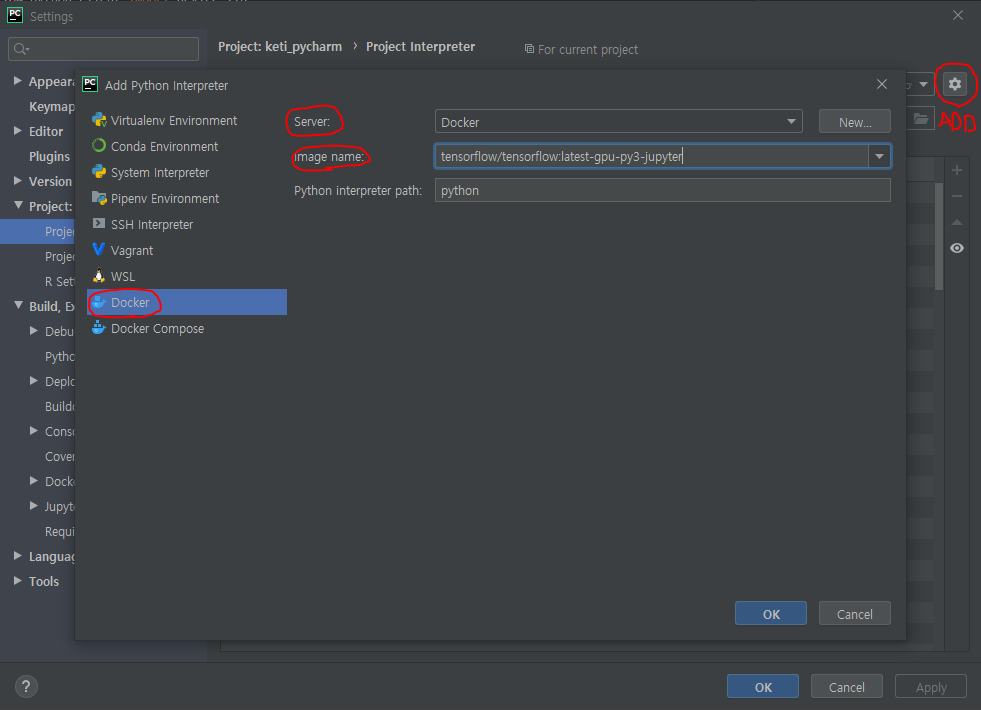 PC Settings
Project: keti_pycharm › Project Interpreter For current project
Appeara
Keymap
Editor
Plugins
Version
Project:
Projec
Projec
R Sett
Build, Ex
Debu
Pytho
Deplo
Buildo
Conso
Cover
Docke
Jupyte
Requi
Languag
Tools
ADD
PC Add Python Interpreter
Virtualenv Environment
Conda Environment
System Interpreter
Pipenv Environment
SSH Interpreter
Vagrant
WSL
Docker
Docker Compose
Server: Docker New...
Image name: tensorflow/tensorflow:latest-gpu-py3-jupyter
Python interpreter path: python
OK Cancel
? OK Cancel Apply